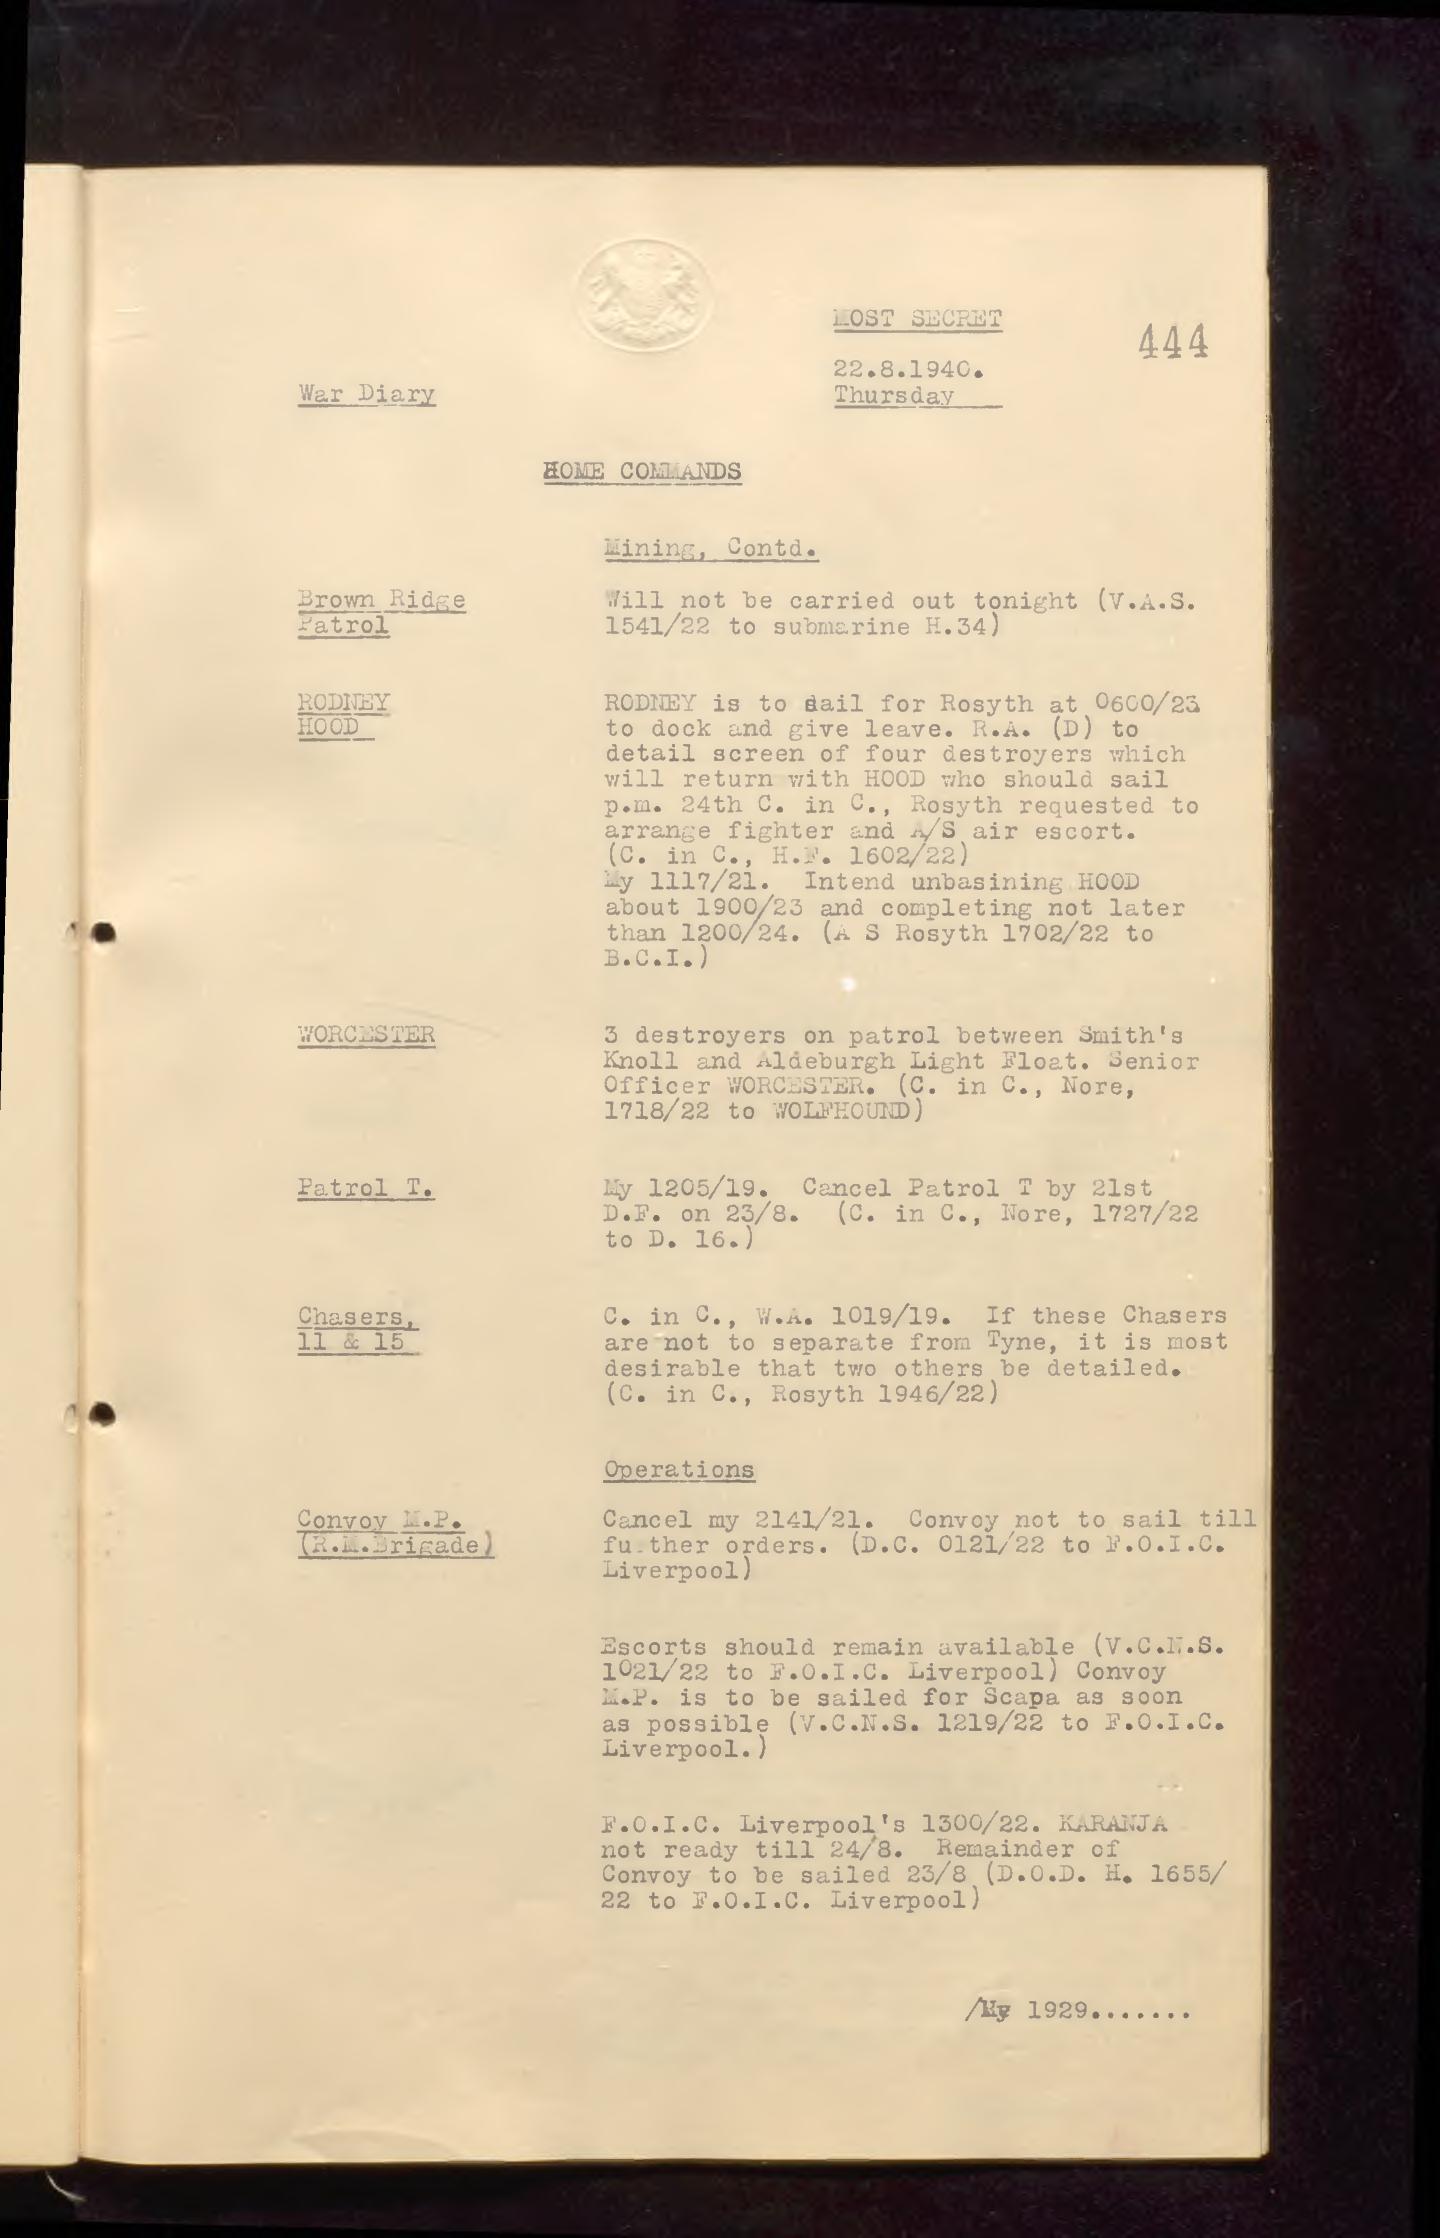 MOST SECRET
444
22.8.1940.
War Diary
Thursday
HOME COMMANDS
Mining, Contd.
Brown Ridge
Patrol
Will not be carried out tonight (V.A.S.
1541/22 to submarine H.34)
RODNEY
HOOD
RODNEY is to sail for Rosyth at 0600/23
to dock and give leave. R.A. (D) to
detail screen of four destroyers which
will return with HOOD who should sail
p.m. 24th C. in C., Rosyth requested to
arrange fighter and A/S air escort.
(C. in C., H.F. 1602/22)
My 1117/21. Intend unbasining HOOD
about 1900/23 and completing not later
than 1200/24. (A S Rosyth 1702/22 to
B.C.I.)
WORCESTER
3 destroyers on patrol between Smith's
Knoll and Aldeburgh Light Float. Senior
Officer WORCESTER. (C. in C., Nore,
1718/22 to WOLFHOUND)
Patrol T.
My 1205/19. Cancel Patrol T by 21st
D.F. on 23/8. (C. in C., Nore, 1727/22
to D. 16.)
Chasers,
11 & 15
C. in C., W.A. 1019/19. If these Chasers
are not to separate from Tyne, it is most
desirable that two others be detailed.
(C. in C., Rosyth 1946/22)
Operations
Convoy M.P.
(R.M.Brigade)
Cancel my 2141/21. Convoy not to sail till
fu ther orders. (D.C. 0121/22 to F.O.I.C.
Liverpool)
Escorts should remain available (V.C.N.S.
1021/22 to F.O.I.C. Liverpool) Convoy
M.P. is to be sailed for Scapa as soon
as possible (V.C.N.S. 1219/22 to F.O.I.C.
Liverpool.)
F.O.I.C. Liverpool's 1300/22. KARANJA
not ready till 24/8. Remainder of
Convoy to be sailed 23/8 (D.O.D. H. 1655/
22 to F.O.I.C. Liverpool)
/My 1929.......